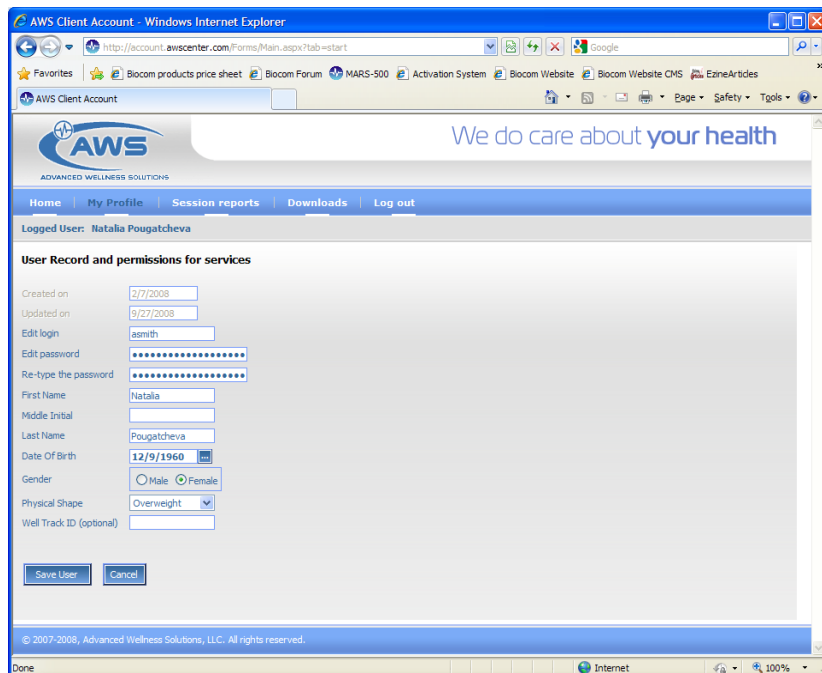 AWS Client Account - Windows Internet Explorer
http://account.awscenter.com/Forms/Main.aspx?tab=start
Google
Favorites Biocom products price sheet Biocom Forum MARS-500 Activation System Biocom Website Biocom Website CMS EzineArticles »
AWS Client Account
Page Safety Tools
AWS
ADVANCED WELLNESS SOLUTIONS
We do care about your health
Home | My Profile | Session reports | Downloads | Log out
Logged User: Natalia Pougatcheva
User Record and permissions for services
Created on 2/7/2008
Updated on 9/27/2008
Edit login asmith
Edit password •••••••••••••••••••
Re-type the password •••••••••••••••••••
First Name Natalia
Middle Initial
Last Name Pougatcheva
Date Of Birth 12/9/1960 ...
Gender Male Female
Physical Shape Overweight
Well Track ID (optional)
Save User Cancel
© 2007-2008, Advanced Wellness Solutions, LLC. All rights reserved.
Done Internet 100%